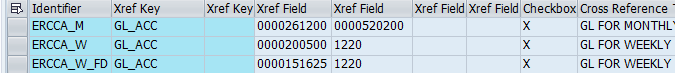 Identifier Xref Key Xref Key Xref Field Xref Field Xref Field Xref Field Checkbox Cross Reference
ERCCA_M GL_ACC 0000261200 0000520200 X GL FOR MONTHLY
ERCCA_W GL_ACC 0000200500 1220 X GL FOR WEEKLY
ERCCA_W_FD GL_ACC 0000151625 1220 X GL FOR WEEKLY